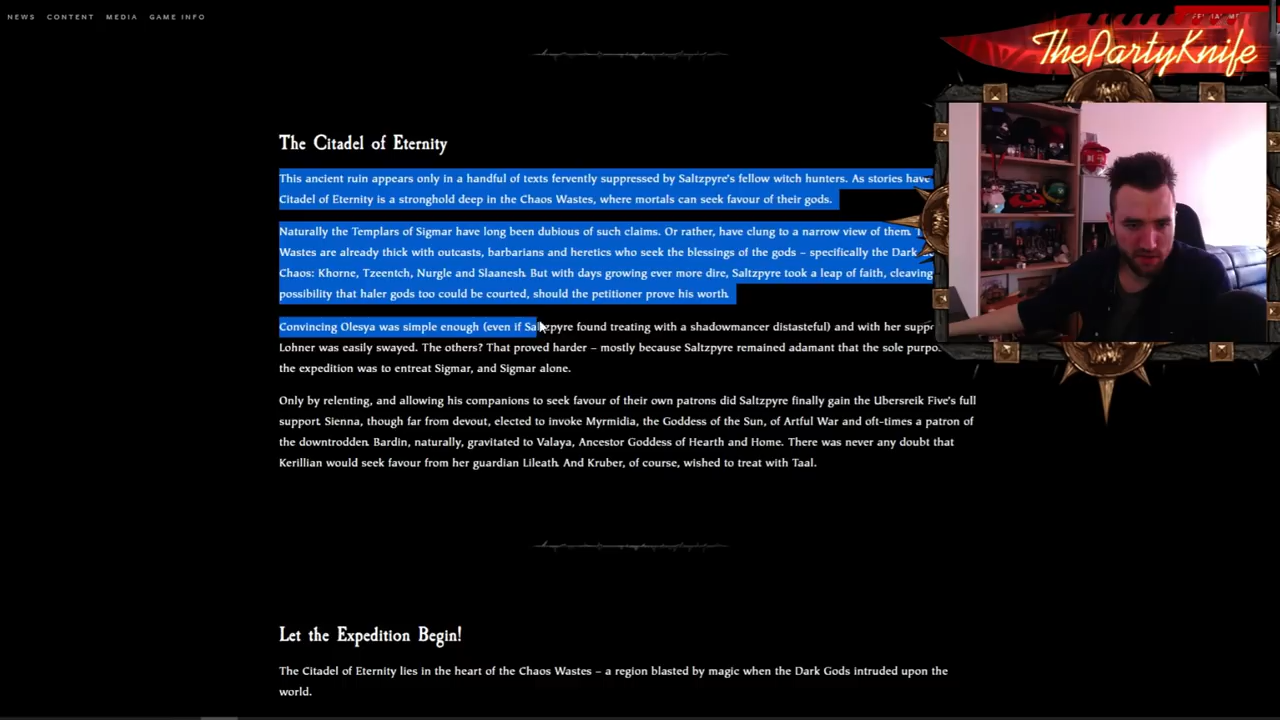 NEWS CONTENT MEDIA GAME INFO
ThePartyKnife
The Citadel of Eternity
This ancient ruin appears only in a handful of texts fervently suppressed by Saltzpyre's fellow witch hunters. As stories have
Citadel of Eternity is a stronghold deep in the Chaos Wastes, where mortals can seek favour of their gods.
Naturally the Templars of Sigmar have long been dubious of such claims. Or rather, have clung to a narrow view of them.
Wastes are already thick with outcasts, barbarians and heretics who seek the blessings of the gods – specifically the Dark
Chaos: Khorne, Tzeentch, Nurgle and Slaanesh. But with days growing ever more dire, Saltzpyre took a leap of faith, cleaving
possibility that haler gods too could be courted, should the petitioner prove his worth.
Convincing Olesya was simple enough (even if Saltzpyre found treating with a shadowmancer distasteful) and with her
Lohner was easily swayed. The others? That proved harder – mostly because Saltzpyre remained adamant that the sole
the expedition was to entreat Sigmar, and Sigmar alone.
Only by relenting, and allowing his companions to seek favour of their own patrons did Saltzpyre finally gain the Ubersreik Five's full
support. Sienna, though far from devout, elected to invoke Myrmidia, the Goddess of the Sun, of Artful War and oft-times a patron of
the downtrodden. Bardin, naturally, gravitated to Valaya, Ancestor Goddess of Hearth and Home. There was never any doubt that
Kerillian would seek favour from her guardian Lileath. And Kruber, of course, wished to treat with Taal.
Let the Expedition Begin!
The Citadel of Eternity lies in the heart of the Chaos Wastes – a region blasted by magic when the Dark Gods intruded upon the
world.